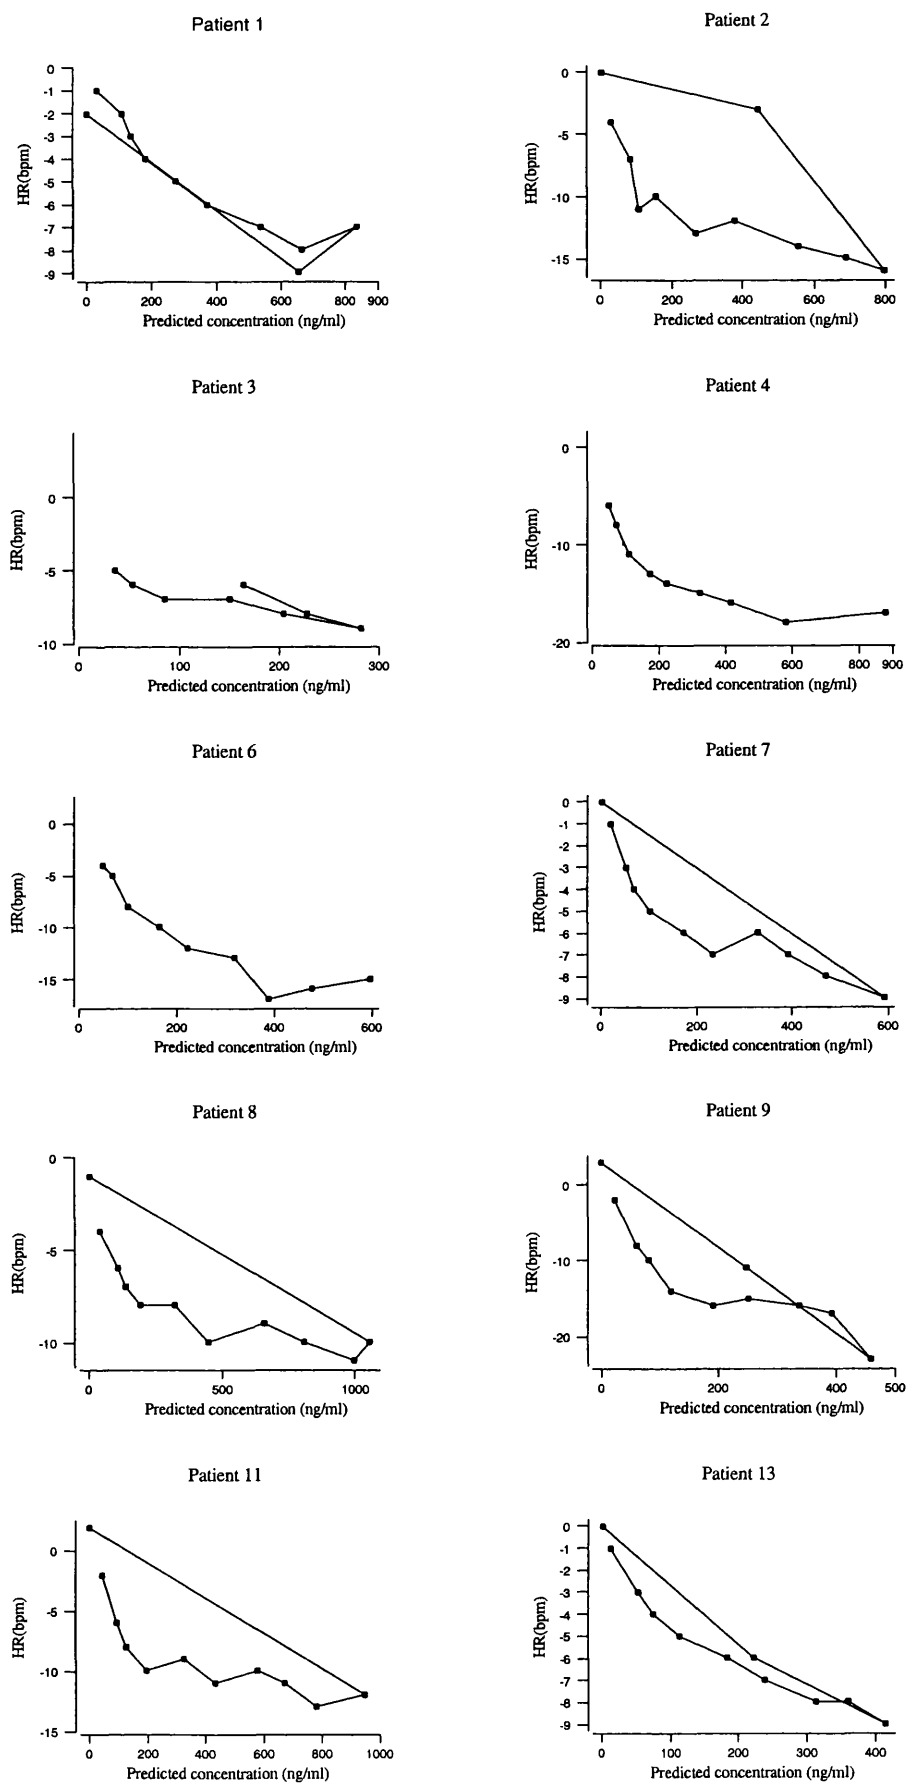 Patient 1
0
-1
-2
-3
-4
-5
-6
-7
-8
-9
HR(bpm)
0 200 400 600 800 900
Predicted concentration (ng/ml)
Patient 2
0
-5
-10
-15
HR(bpm)
0 200 400 600 800
Predicted concentration (ng/ml)
Patient 3
0
-5
-10
HR(bpm)
0 100 200 300
Predicted concentration (ng/ml)
Patient 4
0
-10
-20
HR(bpm)
0 200 400 600 800 900
Predicted concentration (ng/ml)
Patient 6
0
-5
-10
-15
HR(bpm)
0 200 400 600
Predicted concentration (ng/ml)
Patient 7
0
-1
-2
-3
-4
-5
-6
-7
-8
-9
HR(bpm)
0 200 400 600
Predicted concentration (ng/ml)
Patient 8
0
-5
-10
HR(bpm)
0 500 1000
Predicted concentration (ng/ml)
Patient 9
0
-10
-20
HR(bpm)
0 200 400 500
Predicted concentration (ng/ml)
Patient 11
0
-5
-10
-15
HR(bpm)
0 200 400 600 800 1000
Predicted concentration (ng/ml)
Patient 13
0
-1
-2
-3
-4
-5
-6
-7
-8
-9
HR(bpm)
0 100 200 300 400
Predicted concentration (ng/ml)